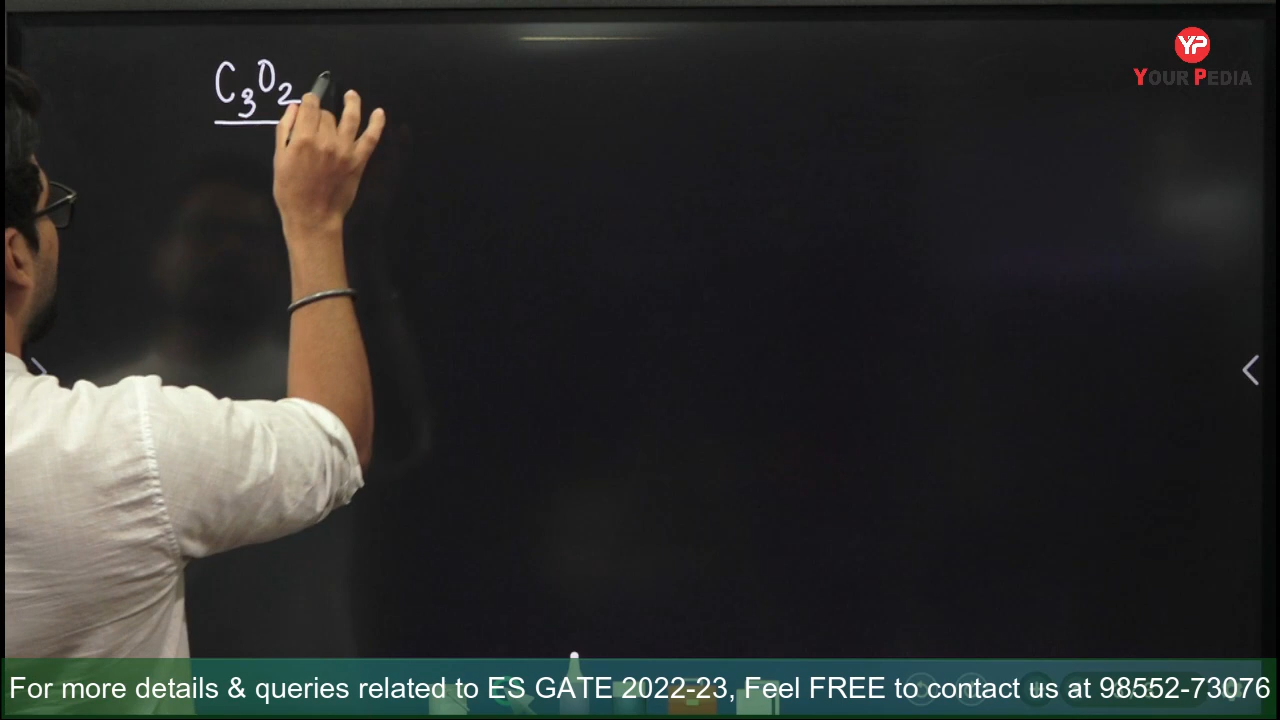 C₃O₂
YP
YOUR PEDIA
For more details & queries related to ES GATE 2022-23, Feel FREE to contact us at 98552-73076